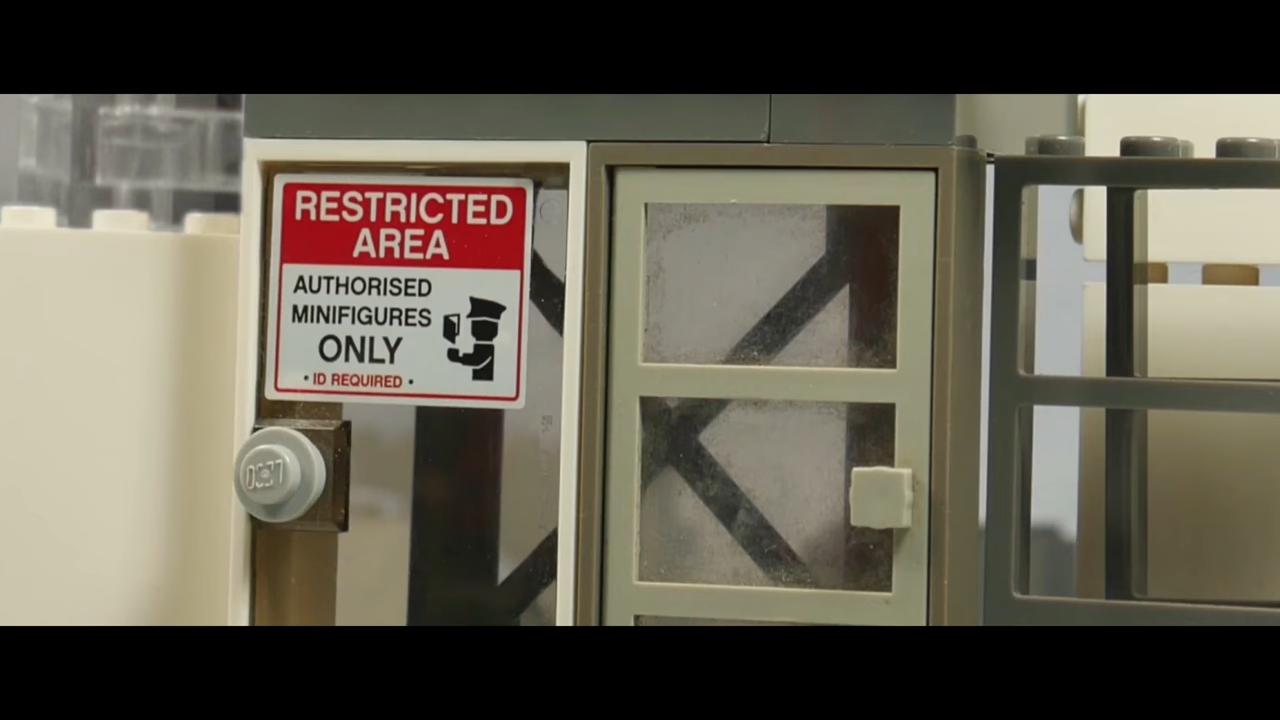 RESTRICTED
AREA
AUTHORISED
MINIFIGURES
ONLY
• ID REQUIRED •